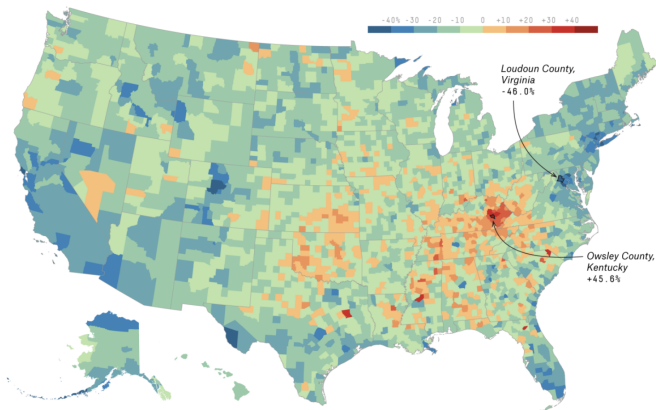 -40% -30 -20 -10 0 +10 +20 +30 +40
Loudoun County,
Virginia
-46.0%
Owsley County,
Kentucky
+45.6%